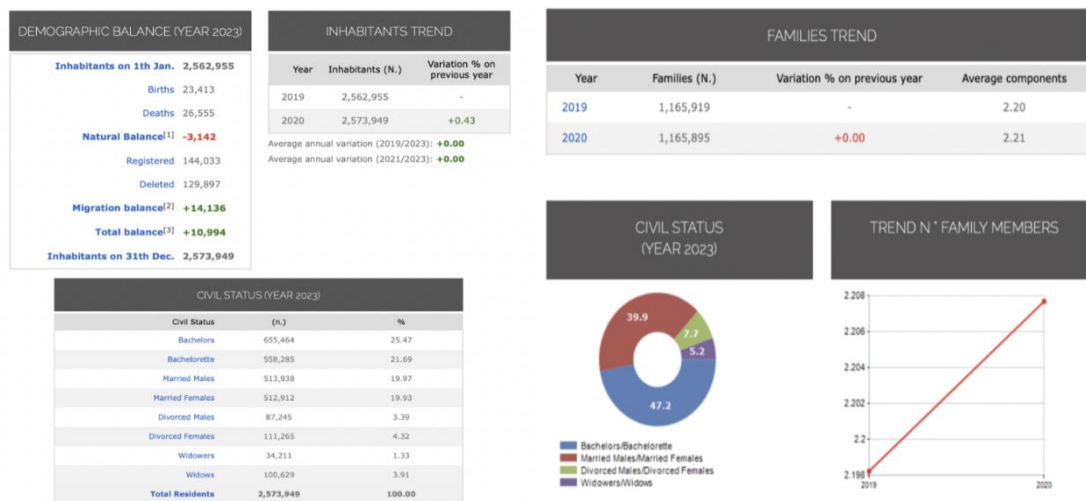 DEMOGRAPHIC BALANCE (YEAR 2023)
Inhabitants on 1th Jan. 2,562,955
Births 23,413
Deaths 26,555
Natural Balance[1] -3,142
Registered 144,033
Deleted 129,897
Migration balance[2] +14,136
Total balance[3] +10,994
Inhabitants on 31th Dec. 2,573,949
INHABITANTS TREND
Year Inhabitants (N.) Variation % on previous year
2019 2,562,955 -
2020 2,573,949 +0.43
Average annual variation (2019/2023): +0.00
Average annual variation (2021/2023): +0.00
FAMILIES TREND
Year Families (N.) Variation % on previous year Average components
2019 1,165,919 - 2.20
2020 1,165,895 +0.00 2.21
CIVIL STATUS (YEAR 2023)
Civil Status (n.) %
Bachelors 655,464 25.47
Bachelorette 558,285 21.69
Married Males 513,938 19.97
Married Females 512,912 19.93
Divorced Males 87,245 3.39
Divorced Females 111,265 4.32
Widowers 34,211 1.33
Widows 100,629 3.91
Total Residents 2,573,949 100.00
CIVIL STATUS
(YEAR 2023)
39.9
7.7
5.2
47.2
Bachelors/Bachelorette
Married Males/Married Females
Divorced Males/Divorced Females
Widowers/Widows
TREND N° FAMILY MEMBERS
2.208
2.206
2.204
2.202
2.2
2.198
2019 2020